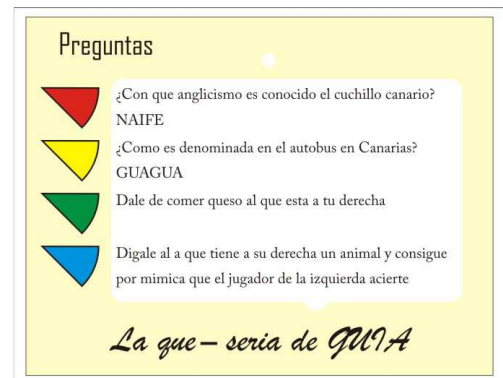 Preguntas
¿Con que anglicismo es conocido el cuchillo canario?
NAIFE
¿Como es denominada en el autobus en Canarias?
GUAGUA
Dale de comer queso al que esta a tu derecha
Digale al a que tiene a su derecha un animal y consigue
por mimica que el jugador de la izquierda acierte
La que – seria de GUIA